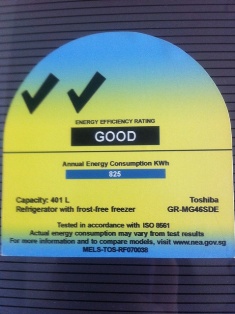 ENERGY EFFICIENCY RATING
GOOD
Annual Energy Consumption KWh
825
Capacity: 401 L Toshiba
Refrigerator with frost-free freezer GR-MG46SDE
Tested in accordance with ISO 8561
Actual energy consumption may vary from test results
For more information and to compare models, visit www.nea.gov.sg
MELS-TOS-RF070038